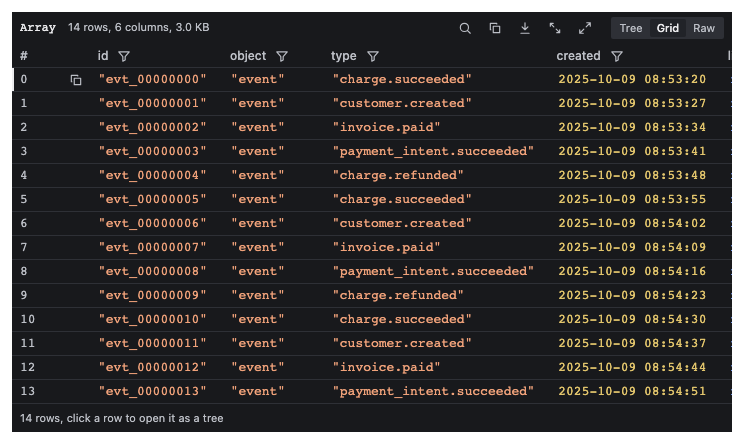 Array 14 rows, 6 columns, 3.0 KB Tree Grid Raw
# id object type created
0 "evt_00000000" "event" "charge.succeeded" 2025-10-09 08:53:20
1 "evt_00000001" "event" "customer.created" 2025-10-09 08:53:27
2 "evt_00000002" "event" "invoice.paid" 2025-10-09 08:53:34
3 "evt_00000003" "event" "payment_intent.succeeded" 2025-10-09 08:53:41
4 "evt_00000004" "event" "charge.refunded" 2025-10-09 08:53:48
5 "evt_00000005" "event" "charge.succeeded" 2025-10-09 08:53:55
6 "evt_00000006" "event" "customer.created" 2025-10-09 08:54:02
7 "evt_00000007" "event" "invoice.paid" 2025-10-09 08:54:09
8 "evt_00000008" "event" "payment_intent.succeeded" 2025-10-09 08:54:16
9 "evt_00000009" "event" "charge.refunded" 2025-10-09 08:54:23
10 "evt_00000010" "event" "charge.succeeded" 2025-10-09 08:54:30
11 "evt_00000011" "event" "customer.created" 2025-10-09 08:54:37
12 "evt_00000012" "event" "invoice.paid" 2025-10-09 08:54:44
13 "evt_00000013" "event" "payment_intent.succeeded" 2025-10-09 08:54:51
14 rows, click a row to open it as a tree